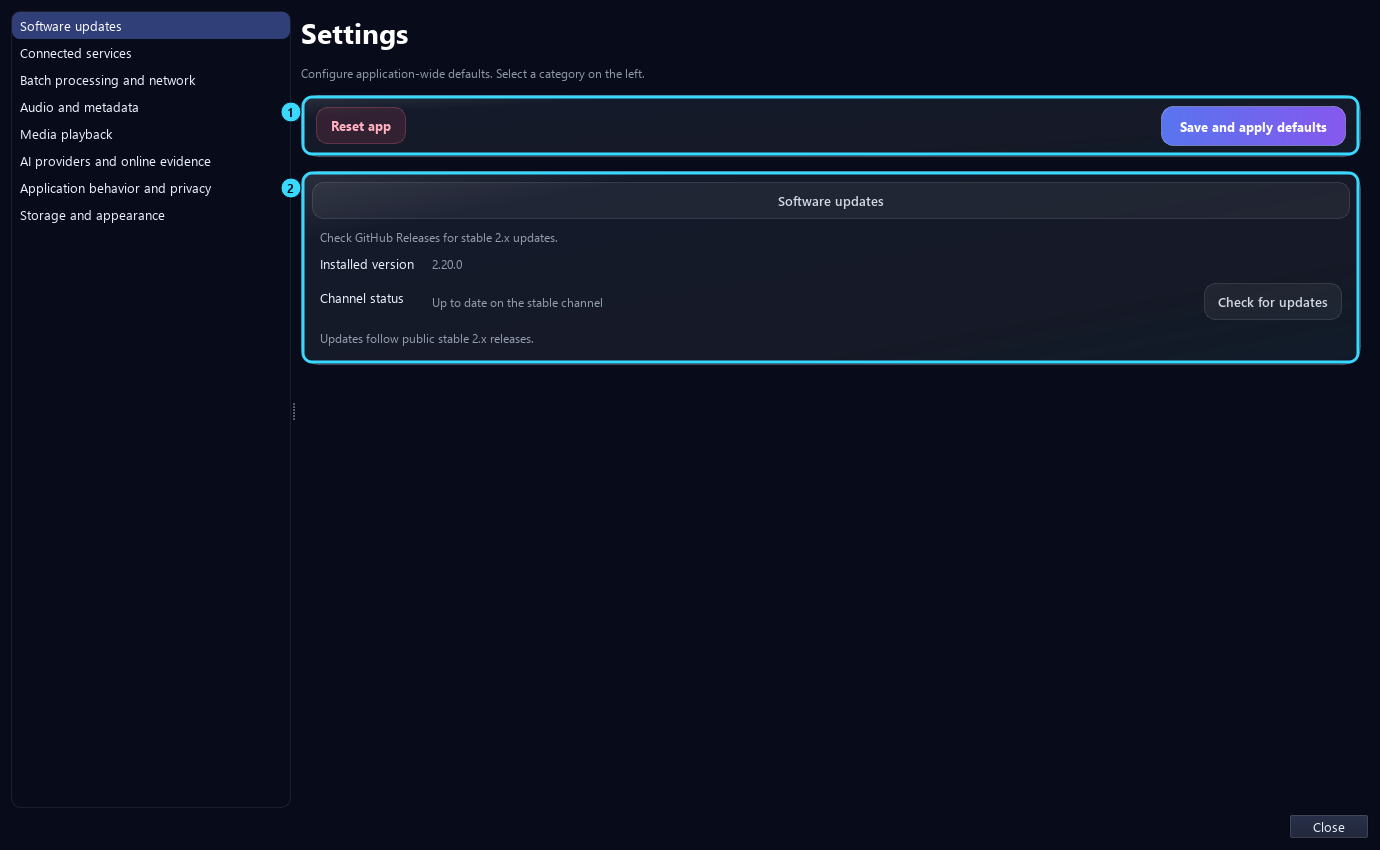 Software updates
Connected services
Batch processing and network
Audio and metadata
Media playback
AI providers and online evidence
Application behavior and privacy
Storage and appearance
Settings
Configure application-wide defaults. Select a category on the left.
1
Reset app
Save and apply defaults
2
Software updates
Check GitHub Releases for stable 2.x updates.
Installed version 2.20.0
Channel status Up to date on the stable channel Check for updates
Updates follow public stable 2.x releases.
Close